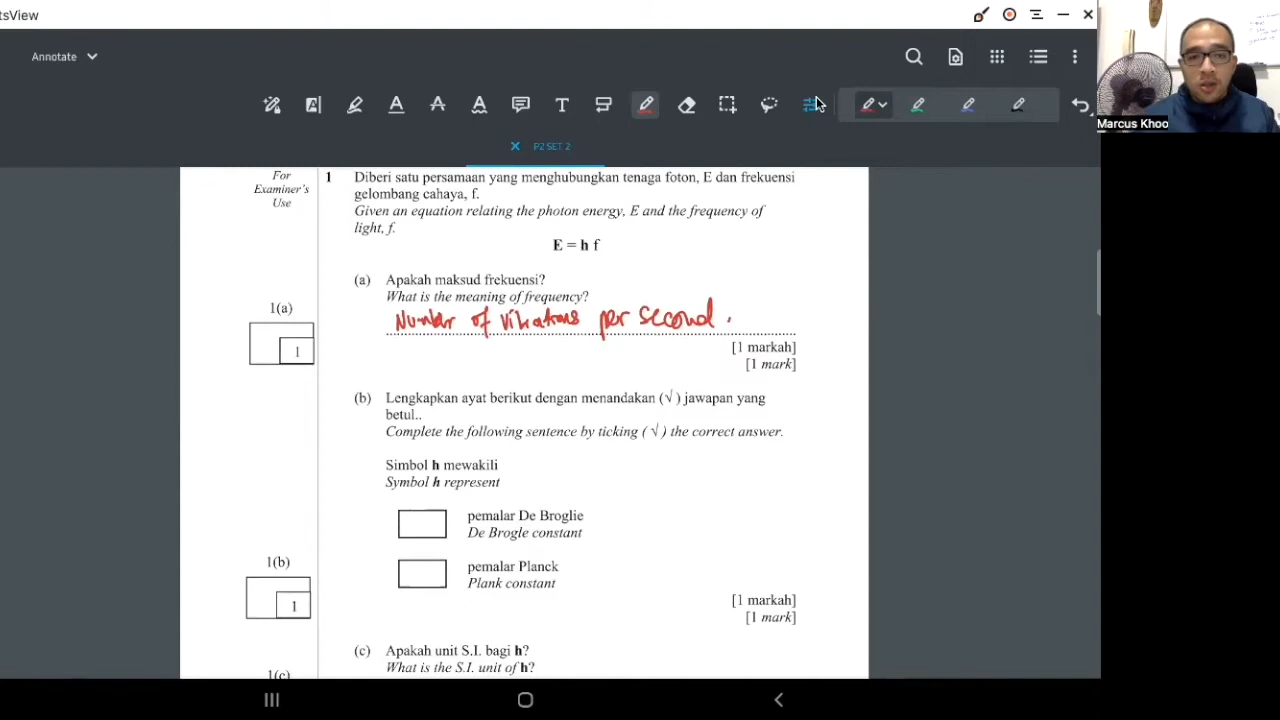 tsView
Annotate
Marcus Khoo
P2 SET 2
For
Examiner's
Use
1 Diberi satu persamaan yang menghubungkan tenaga foton, E dan frekuensi
gelombang cahaya, f.
Given an equation relating the photon energy, E and the frequency of
light, f.
E = h f
(a) Apakah maksud frekuensi?
What is the meaning of frequency?
Number of vibrations per second.
[1 markah]
[1 mark]
1(a)
1
(b) Lengkapkan ayat berikut dengan menandakan (√ ) jawapan yang
betul..
Complete the following sentence by ticking ( √ ) the correct answer.
Simbol h mewakili
Symbol h represent
pemalar De Broglie
De Brogle constant
pemalar Planck
Plank constant
1(b)
1
[1 markah]
[1 mark]
(c) Apakah unit S.I. bagi h?
What is the S.I. unit of h?
1(c)